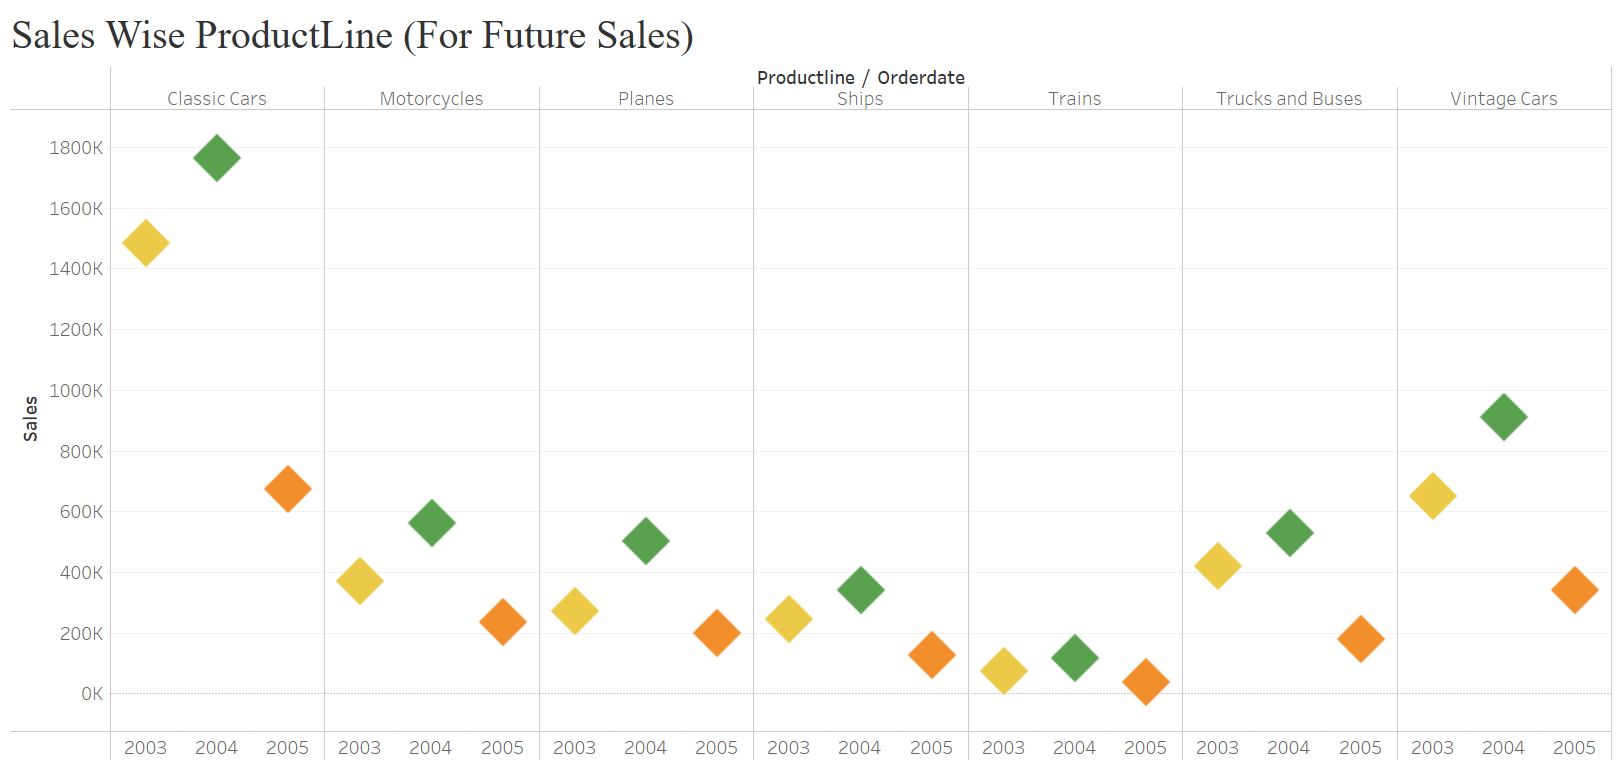 Sales Wise ProductLine (For Future Sales)
Productline / Orderdate
Classic Cars Motorcycles Planes Ships Trains Trucks and Buses Vintage Cars
1800K
1600K
1400K
1200K
1000K
800K
600K
400K
200K
0K
Sales
2003 2004 2005 2003 2004 2005 2003 2004 2005 2003 2004 2005 2003 2004 2005 2003 2004 2005 2003 2004 2005